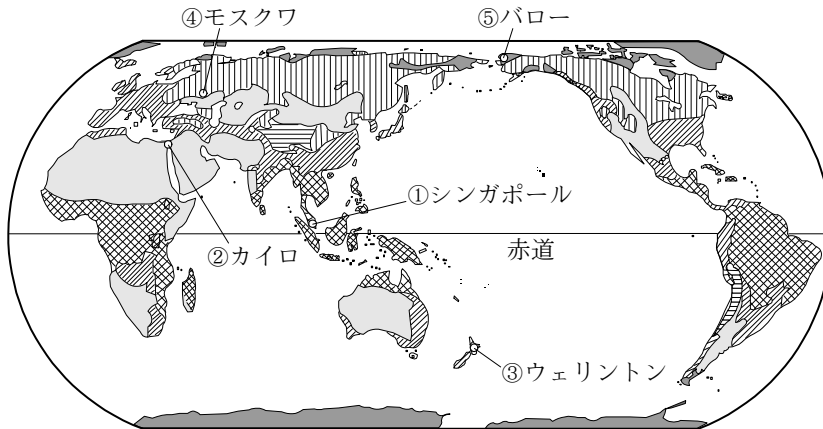 ④モスクワ
⑤バロー
①シンガポール
②カイロ
赤道
③ウェリントン